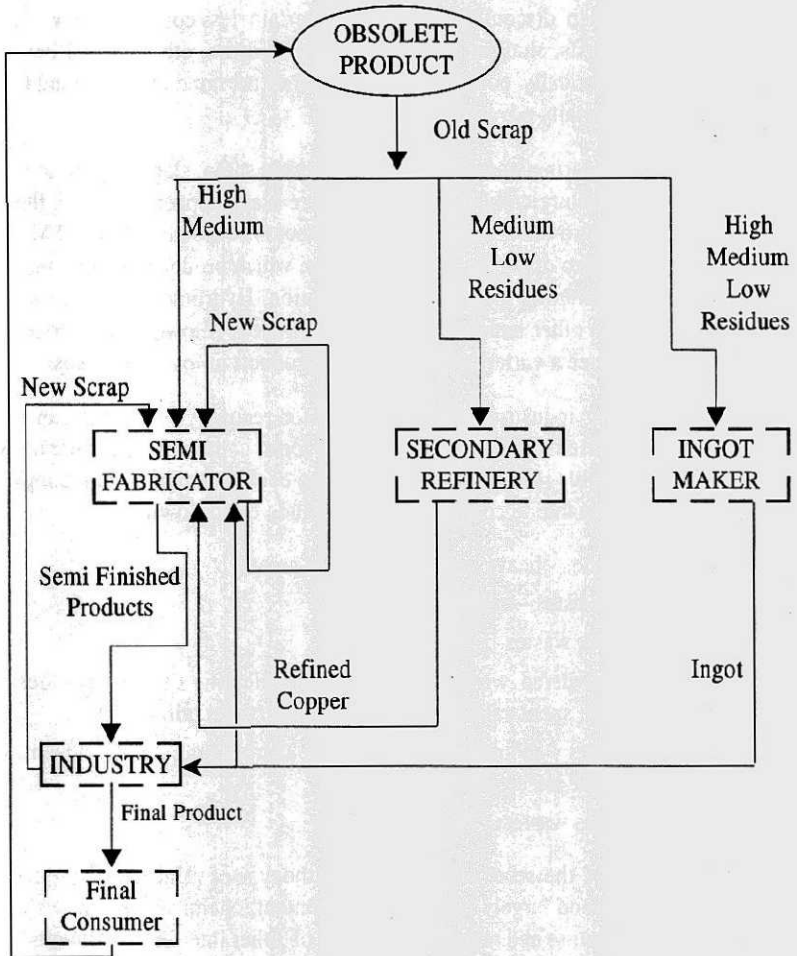 OBSOLETE
PRODUCT
Old Scrap
High
Medium
Medium
Low
Residues
High
Medium
Low
Residues
New Scrap
New Scrap
SEMI
FABRICATOR
SECONDARY
REFINERY
INGOT
MAKER
Semi Finished
Products
Refined
Copper
Ingot
INDUSTRY
Final Product
Final
Consumer